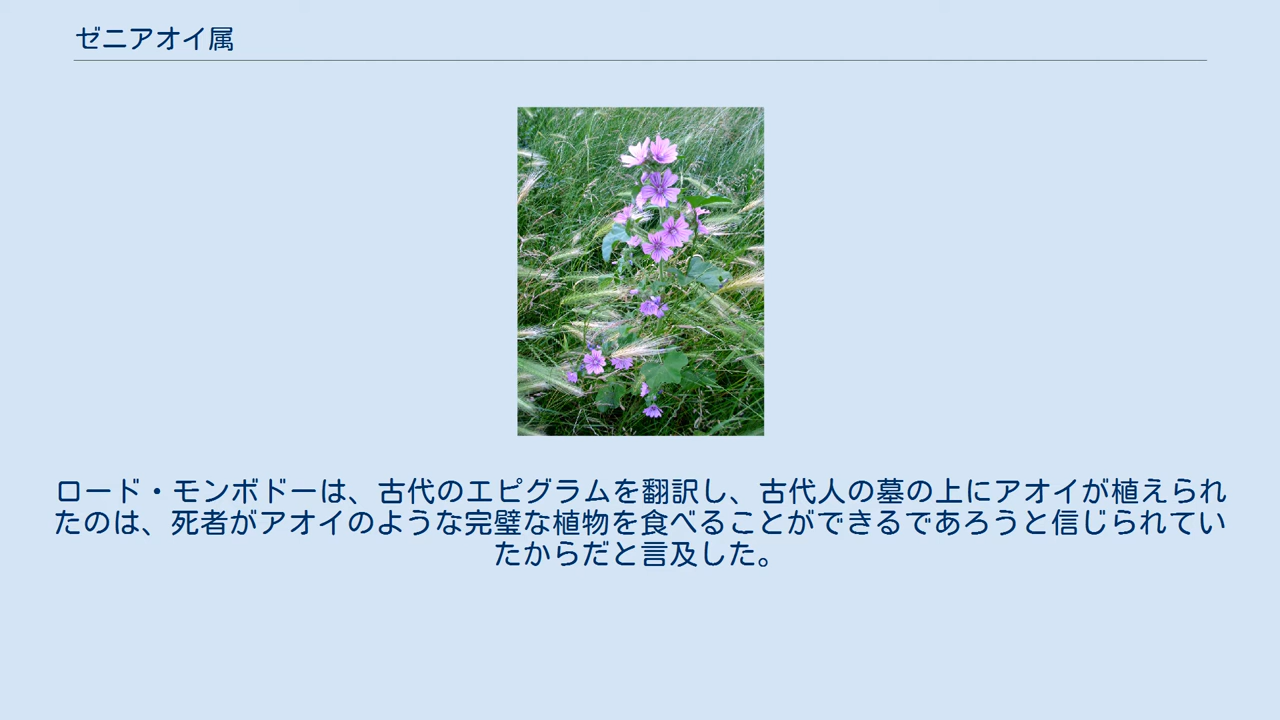 ゼニアオイ属
ロード・モンボドーは、古代のエピグラムを翻訳し、古代人の墓の上にアオイが植えられ
たのは、死者がアオイのような完璧な植物を食べることができるであろうと信じられてい
たからだと言及した。